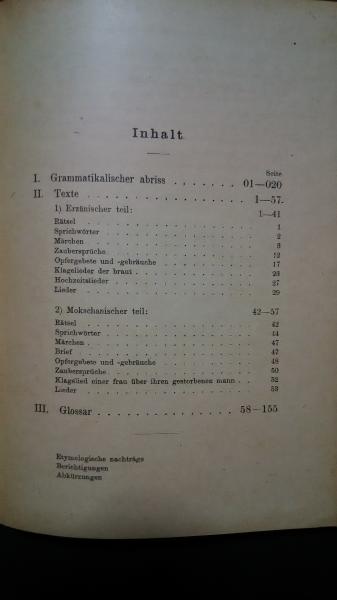 Inhalt
Seite
I. Grammatikalischer abriss . . . . . . . 01—020
II. Texte . . . . . . . . . . . . . . 1—57.
1) Erzänischer teil: 1—41
Rätsel . . . . . . . . . . . . . . 1
Sprichwörter . . . . . . . . . . . . 2
Märchen . . . . . . . . . . . . . 3
Zaubersprüche . . . . . . . . . . . 12
Opfergebete und -gebräuche . . . . . . . . 17
Klagelieder der braut . . . . . . . . . . 23
Hochzeitslieder . . . . . . . . . . . 27
Lieder . . . . . . . . . . . . . . 29
2) Mokschanischer teil: 42—57
Rätsel . . . . . . . . . . . . . . 42
Sprichwörter . . . . . . . . . . . . 44
Märchen . . . . . . . . . . . . . 47
Brief . . . . . . . . . . . . . . 47
Opfergebete und -gebräuche . . . . . . . . 48
Zaubersprüche . . . . . . . . . . . 50
Klagslied einer frau über ihren gestorbenen mann . . 52
Lieder . . . . . . . . . . . . . . 53
III. Glossar . . . . . . . . . . . . . 58—155
Etymologische nachträge
Berichtigungen
Abkürzungen